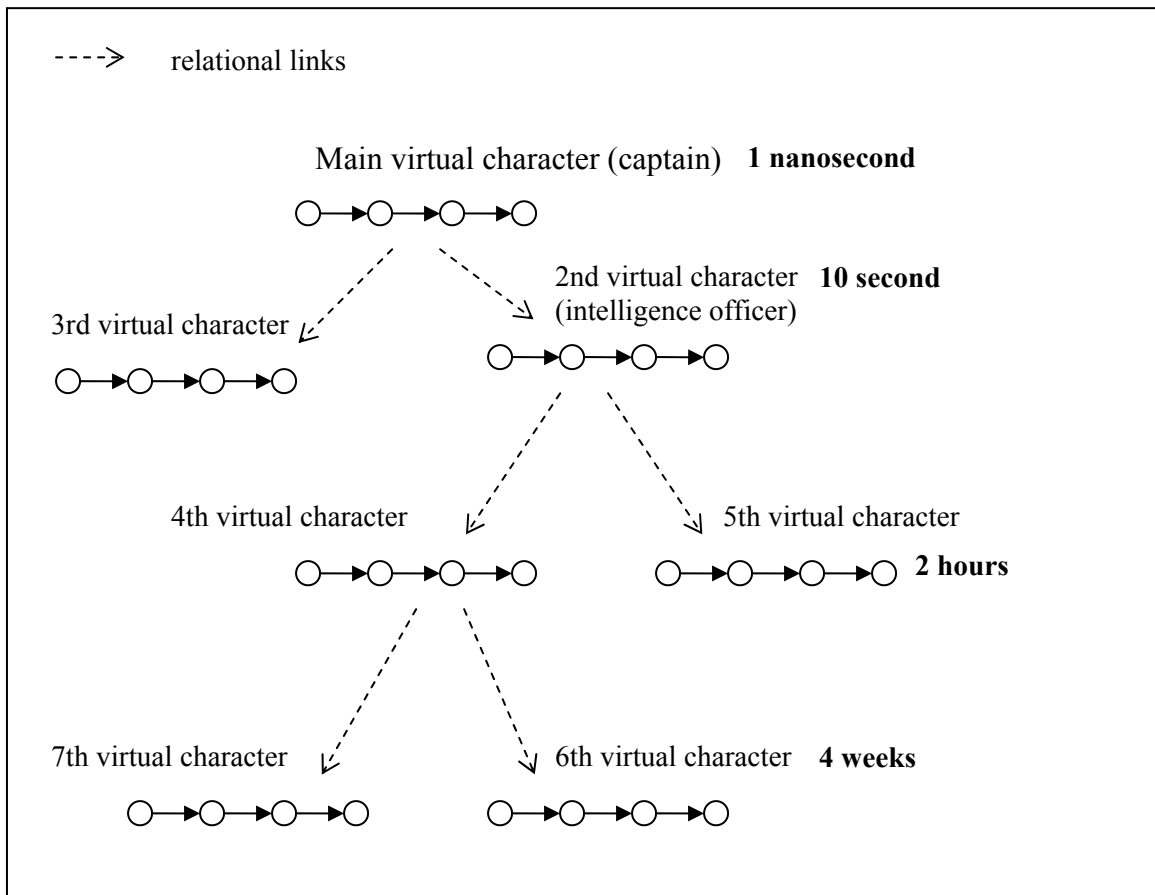 relational links
Main virtual character (captain) 1 nanosecond
2nd virtual character 10 second
(intelligence officer)
3rd virtual character
4th virtual character
5th virtual character
2 hours
7th virtual character
6th virtual character 4 weeks